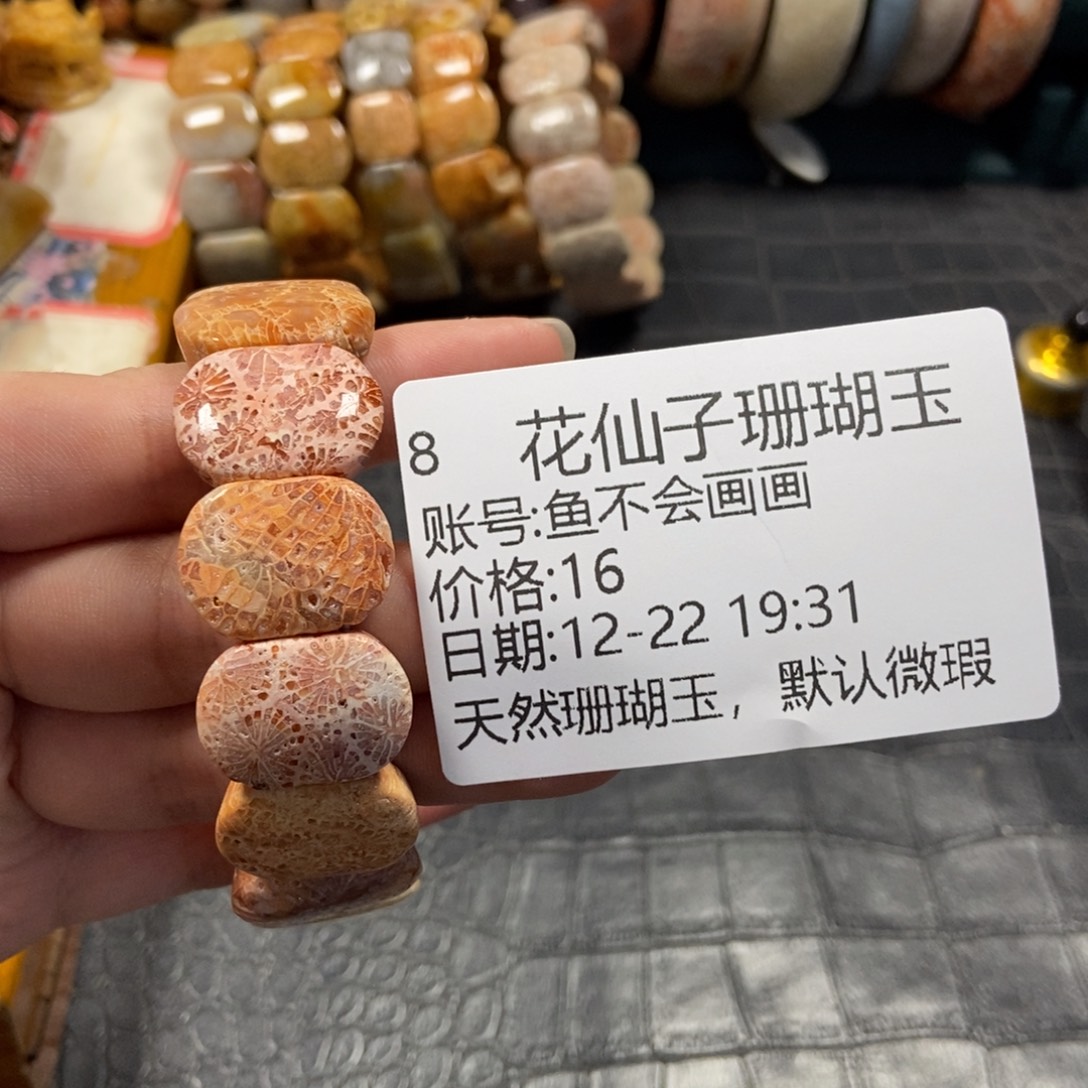 8 花仙子珊瑚玉
账号:鱼不会画画
价格:16
日期:12-22 19:31
天然珊瑚玉，默认微瑕